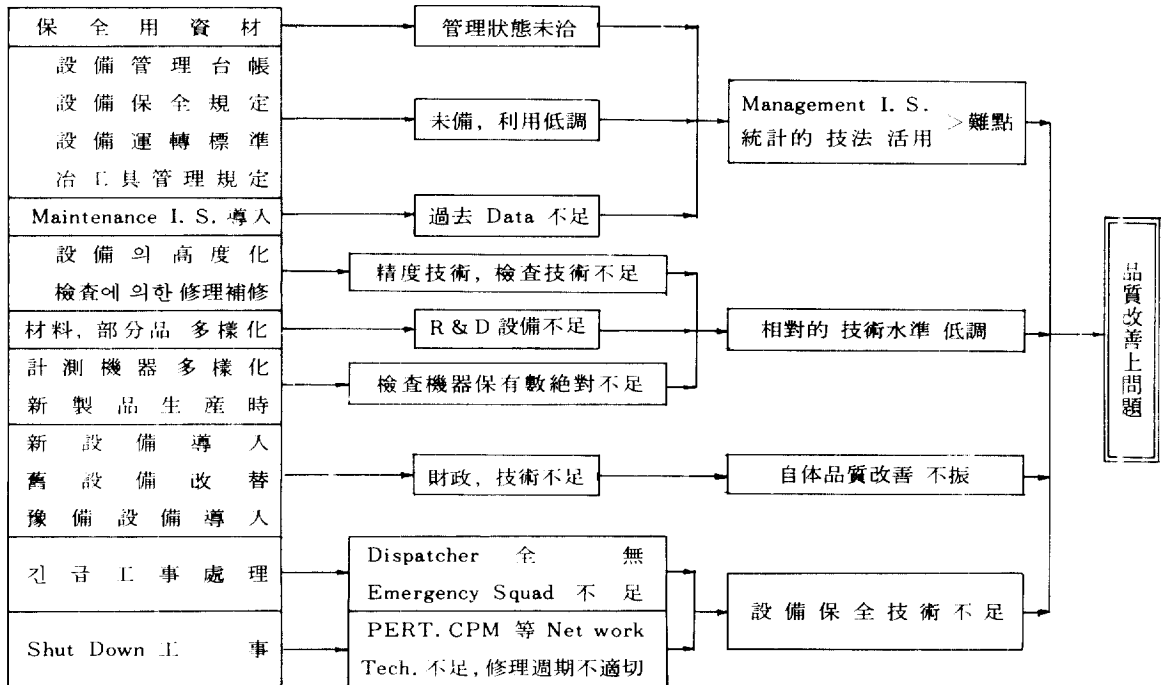 保全用資材
設備管理台帳
設備保全規定
設備運轉標準
冶工具管理規定
Maintenance I. S. 導入
設備의 高度化
檢査에 의한 修理補修
材料, 部分品 多樣化
計測機器多樣化
新製品生産時
新設備導入
舊設備改替
豫備設備導入
긴급工事處理
Shut Down 工事
管理狀態未洽
未備, 利用低調
過去 Data 不足
精度技術, 檢査技術不足
R & D 設備不足
檢査機器保有數絶對不足
財政, 技術不足
Dispatcher 全無
Emergency Squad 不足
PERT. CPM 等 Net work
Tech. 不足, 修理週期不適切
Management I. S.
統計的 技法 活用 > 難點
相對的 技術水準 低調
自体品質改善 不振
設備保全技術不足
品質改善上問題